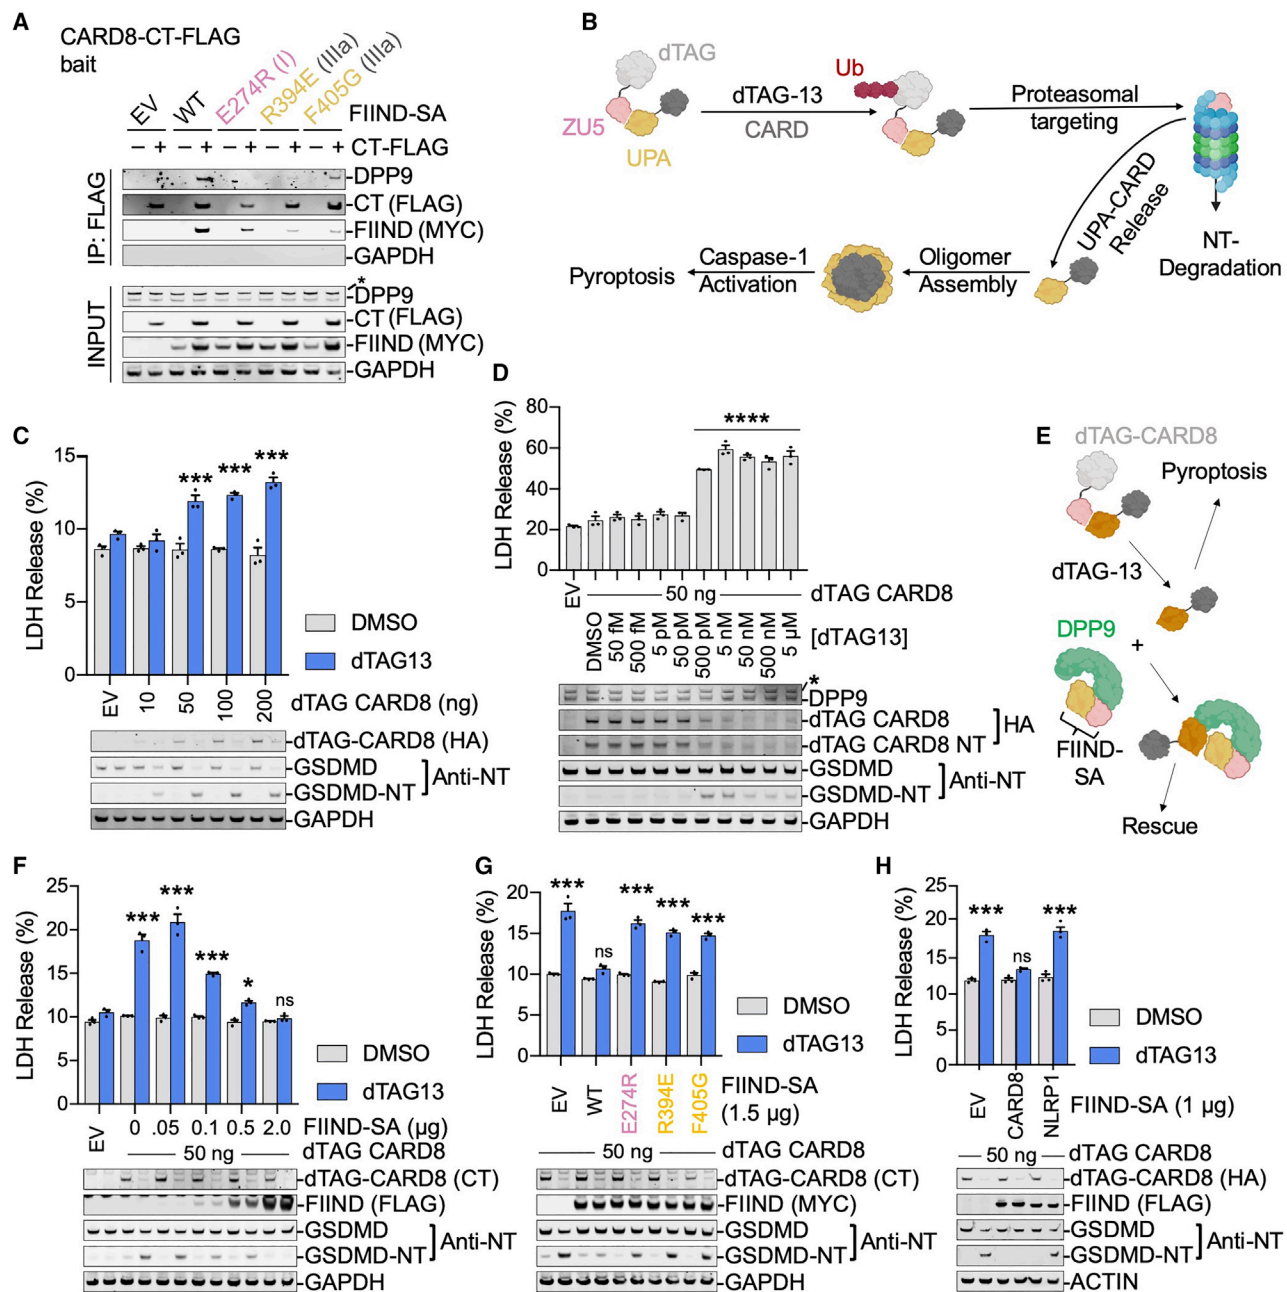 A
CARD8-CT-FLAG
bait
EV
WT
E274R (I)
R394E (IIIa)
F405G (IIIa)
FIIND-SA
− + − + − + − + − + CT-FLAG
IP: FLAG
DPP9
CT (FLAG)
FIIND (MYC)
GAPDH
INPUT
*
DPP9
CT (FLAG)
FIIND (MYC)
GAPDH
B
dTAG
ZU5
UPA
dTAG-13
CARD
Ub
Proteasomal
targeting
UPA-CARD
Release
NT-
Degradation
Oligomer
Assembly
Caspase-1
Activation
Pyroptosis
C
LDH Release (%)
15
10
5
0
***
***
***
DMSO
dTAG13
EV 10 50 100 200 dTAG CARD8 (ng)
dTAG-CARD8 (HA)
GSDMD
GSDMD-NT
Anti-NT
GAPDH
D
LDH Release (%)
80
60
40
20
0
****
EV
50 ng
dTAG CARD8
DMSO 50 fM 500 fM 5 pM 50 pM 500 pM 5 nM 50 nM 500 nM 5 µM [dTAG13]
*
DPP9
dTAG CARD8
dTAG CARD8 NT
HA
GSDMD
GSDMD-NT
Anti-NT
GAPDH
E
dTAG-CARD8
Pyroptosis
dTAG-13
DPP9
+
FIIND-
SA
Rescue
F
LDH Release (%)
25
20
15
10
5
0
***
***
***
*
ns
DMSO
dTAG13
EV 0 .05 0.1 0.5 2.0 FIIND-SA (µg)
50 ng dTAG CARD8
dTAG-CARD8 (CT)
FIIND (FLAG)
GSDMD
GSDMD-NT
Anti-NT
GAPDH
G
LDH Release (%)
20
15
10
5
0
***
ns
***
***
***
DMSO
dTAG13
EV WT E274R R394E F405G
FIIND-SA
(1.5 µg)
50 ng dTAG CARD8
dTAG-CARD8 (CT)
FIIND (MYC)
GSDMD
GSDMD-NT
Anti-NT
GAPDH
H
LDH Release (%)
25
20
15
10
5
0
***
ns
***
DMSO
dTAG13
EV CARD8 NLRP1 FIIND-SA (1 µg)
50 ng dTAG CARD8
dTAG-CARD8 (HA)
FIIND (FLAG)
GSDMD
GSDMD-NT
Anti-NT
ACTIN